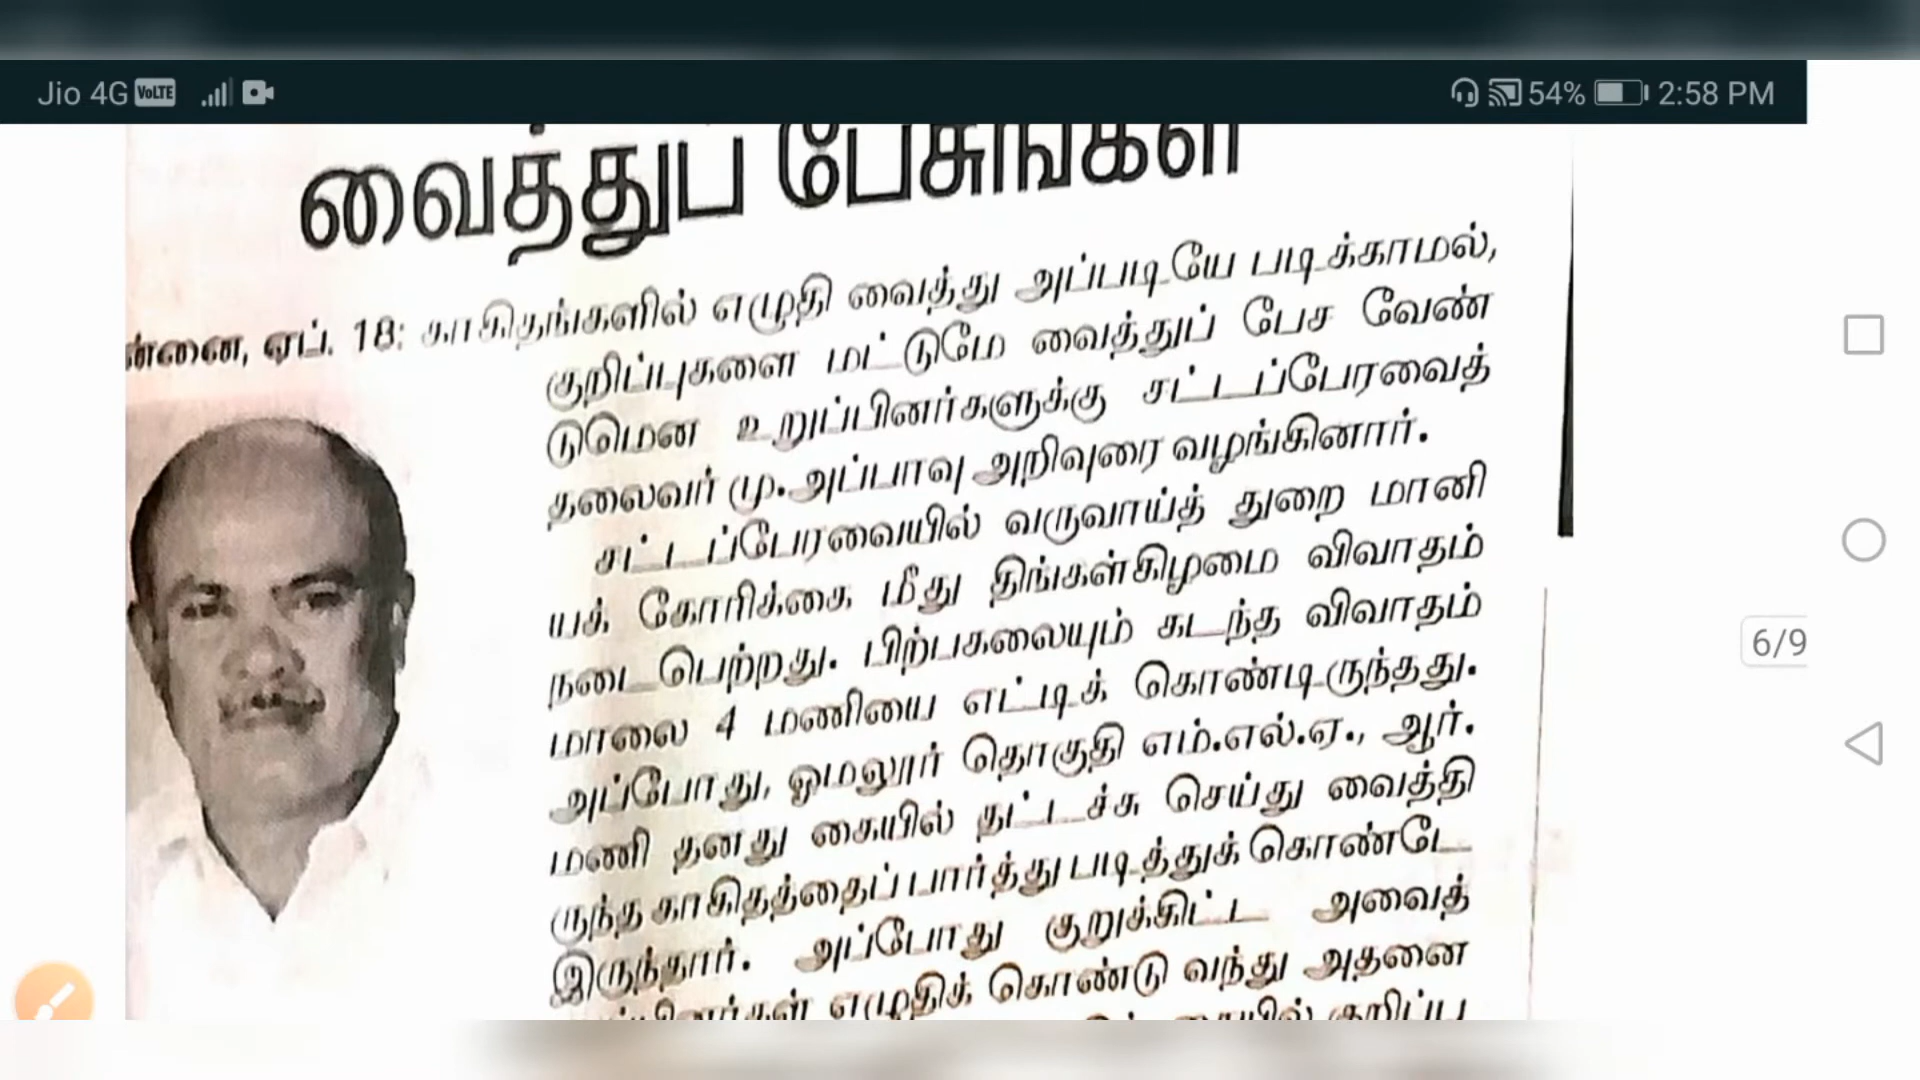 Jio 4G VoLTE 54% 2:58 PM
வைத்துப் பேசுங்கள்
ன்னை, ஏப். 18: காகிதங்களில் எழுதி வைத்து அப்படியே படிக்காமல்,
குறிப்புகளை மட்டுமே வைத்துப் பேச வேண்
டுமென உறுப்பினர்களுக்கு சட்டப்பேரவைத்
தலைவர் மு.அப்பாவு அறிவுரை வழங்கினார்.
சட்டப்பேரவையில் வருவாய்த் துறை மானி
யக் கோரிக்கை மீது திங்கள்கிழமை விவாதம்
நடைபெற்றது. பிற்பகலையும் கடந்த விவாதம்
மாலை 4 மணியை எட்டிக் கொண்டிருந்தது.
அப்போது, ஓமலூர் தொகுதி எம்.எல்.ஏ., ஆர்.
மணி தனது கையில் தட்டச்சு செய்து வைத்தி
ருந்த காகிதத்தைப் பார்த்து படித்துக் கொண்டே
இருந்தார். அப்போது குறுக்கிட்ட அவைத்
எழுதிக் கொண்டு வந்து அதனை
கையில் குறிப்பு
6/9